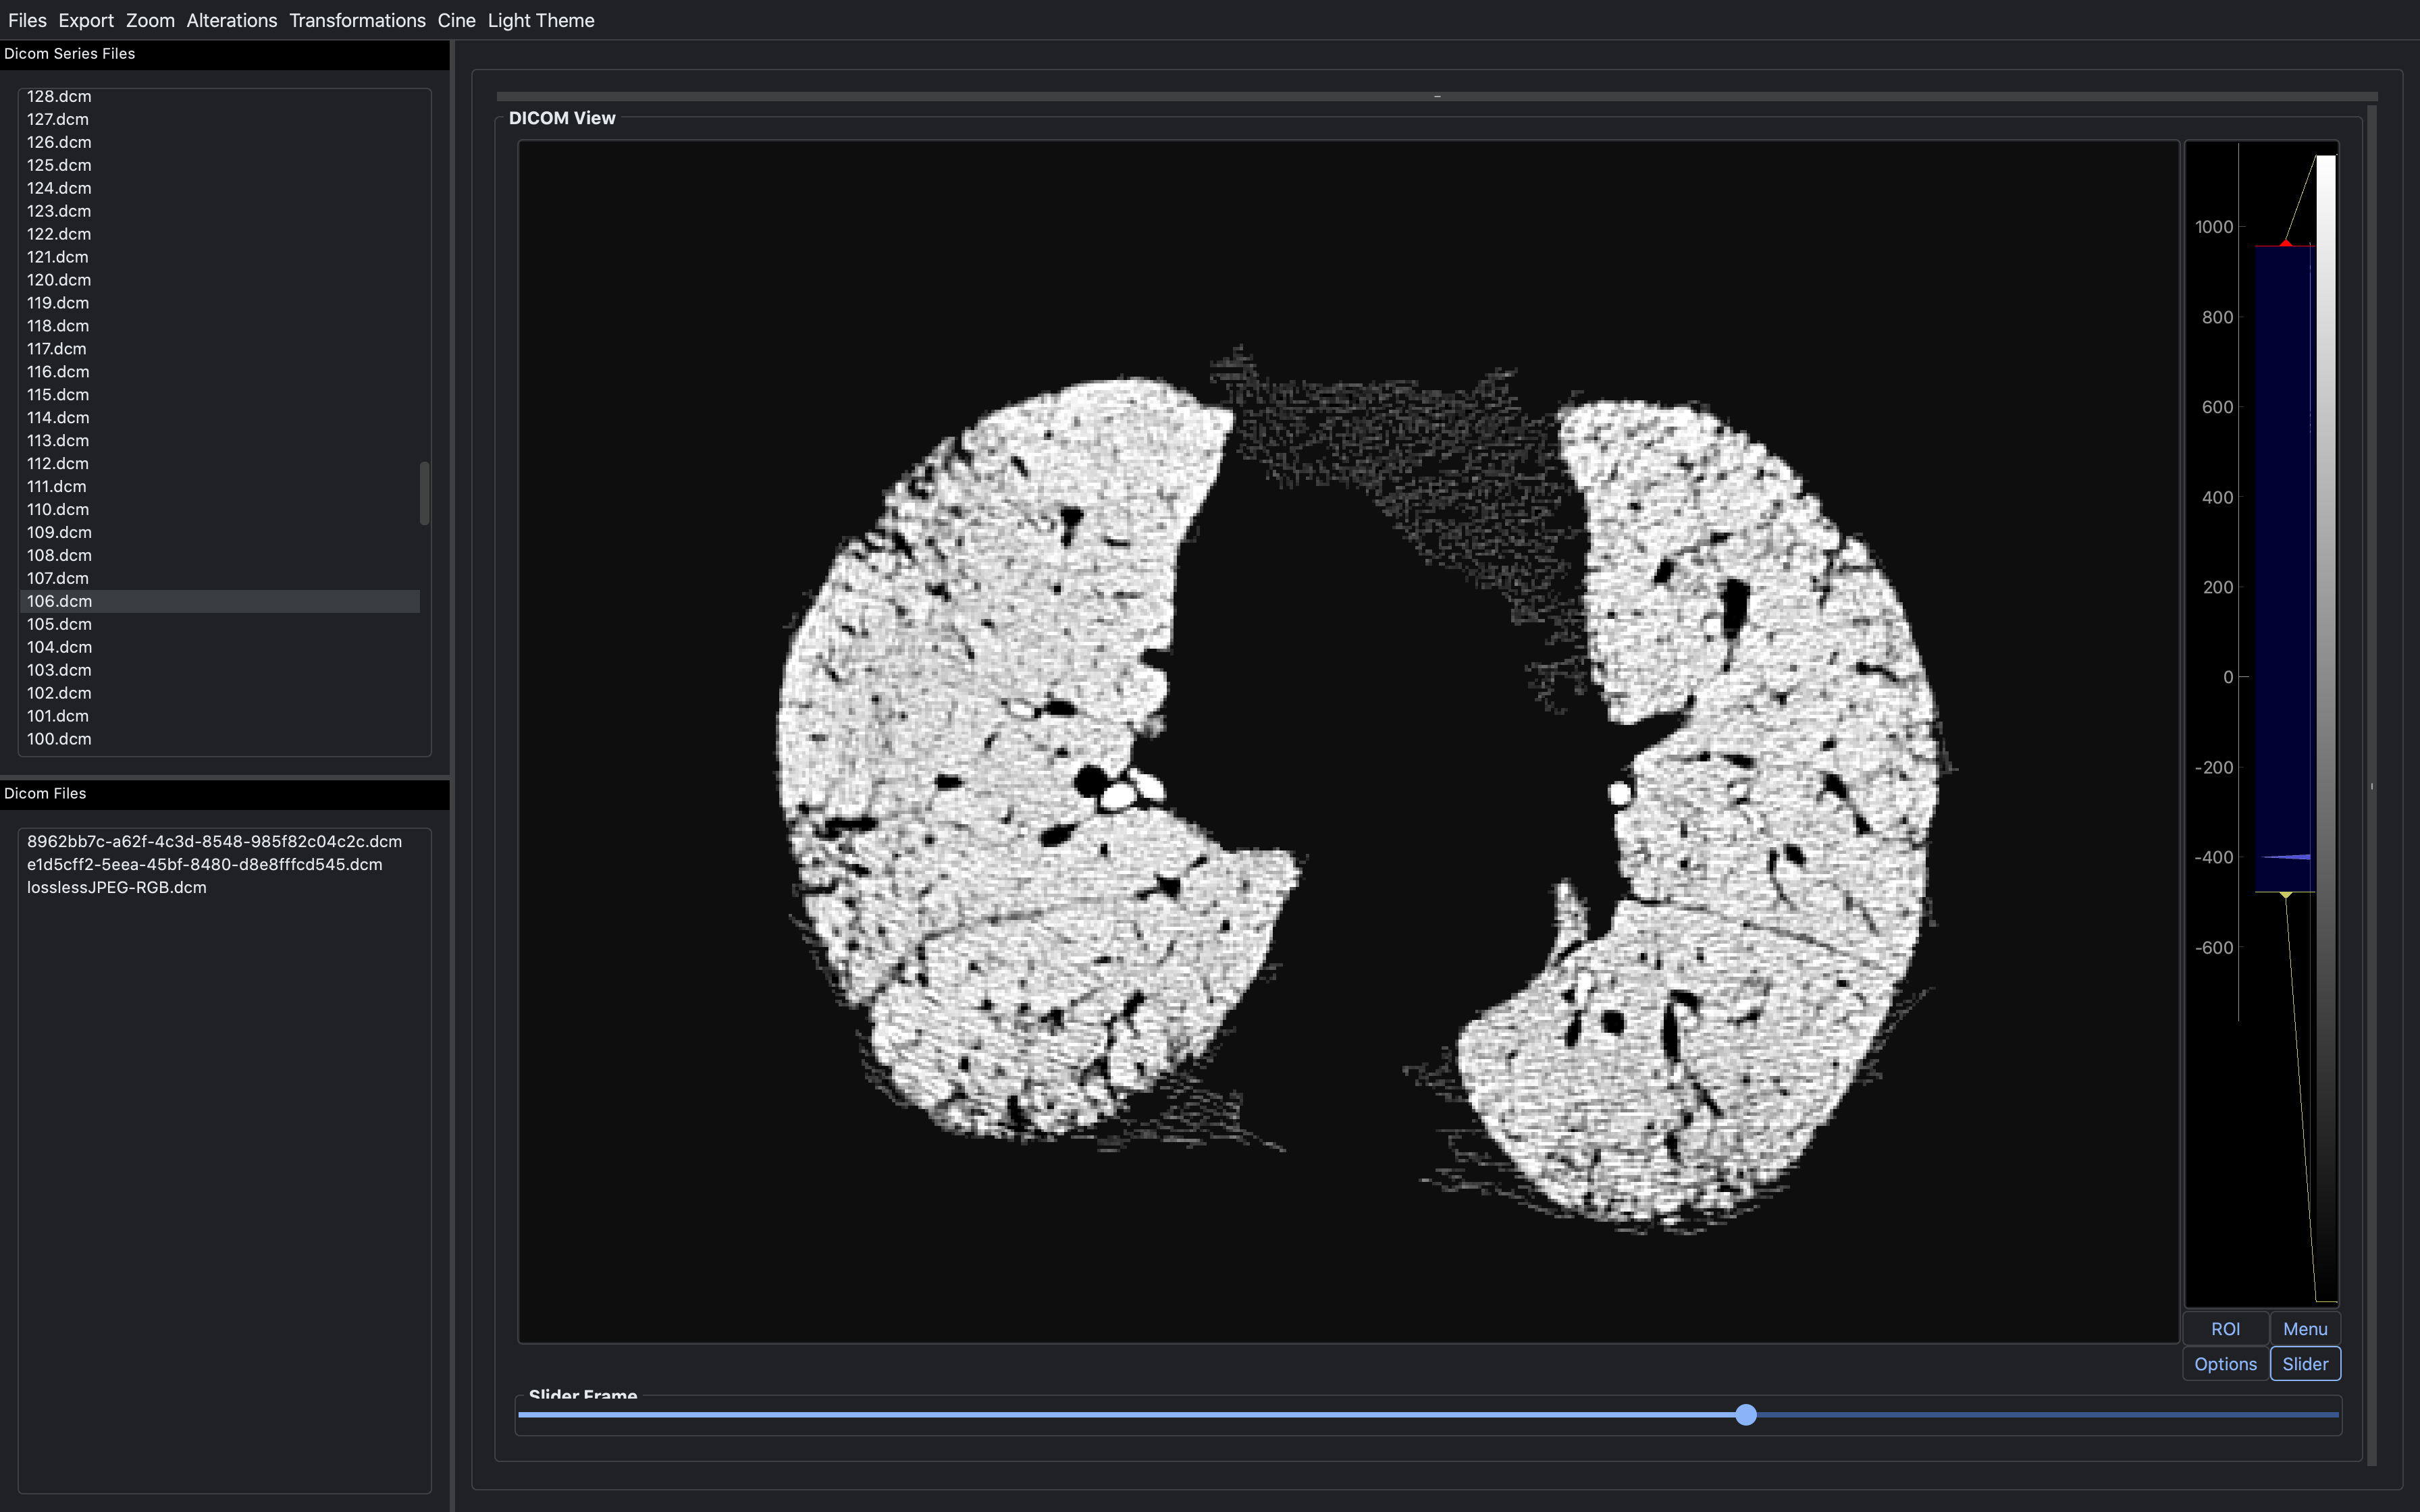 Files Export Zoom Alterations Transformations Cine Light Theme
Dicom Series Files
128.dcm
127.dcm
126.dcm
125.dcm
124.dcm
123.dcm
122.dcm
121.dcm
120.dcm
119.dcm
118.dcm
117.dcm
116.dcm
115.dcm
114.dcm
113.dcm
112.dcm
111.dcm
110.dcm
109.dcm
108.dcm
107.dcm
106.dcm
105.dcm
104.dcm
103.dcm
102.dcm
101.dcm
100.dcm
Dicom Files
8962bb7c-a62f-4c3d-8548-985f82c04c2c.dcm
e1d5cff2-5eea-45bf-8480-d8e8fffcd545.dcm
losslessJPEG-RGB.dcm
DICOM View
1000
800
600
400
200
0
-200
-400
-600
ROI Menu
Options Slider
Slider Frame